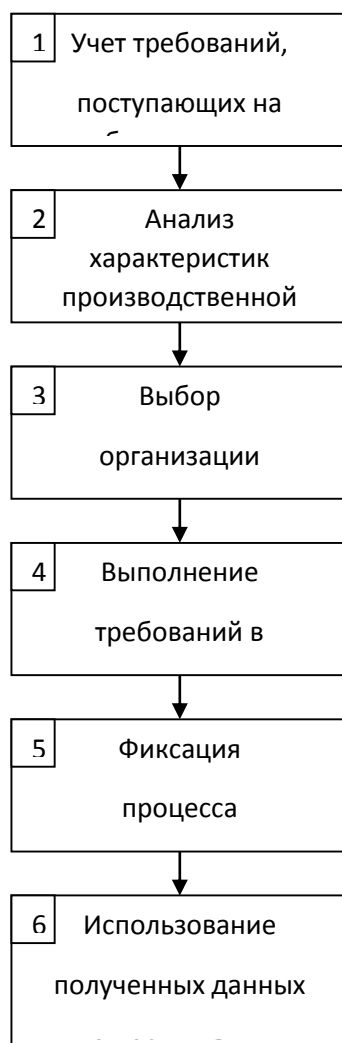 1 Учет требований,
поступающих на
2 Анализ
характеристик
производственной
3 Выбор
организации
4 Выполнение
требований в
5 Фиксация
процесса
6 Использование
полученных данных